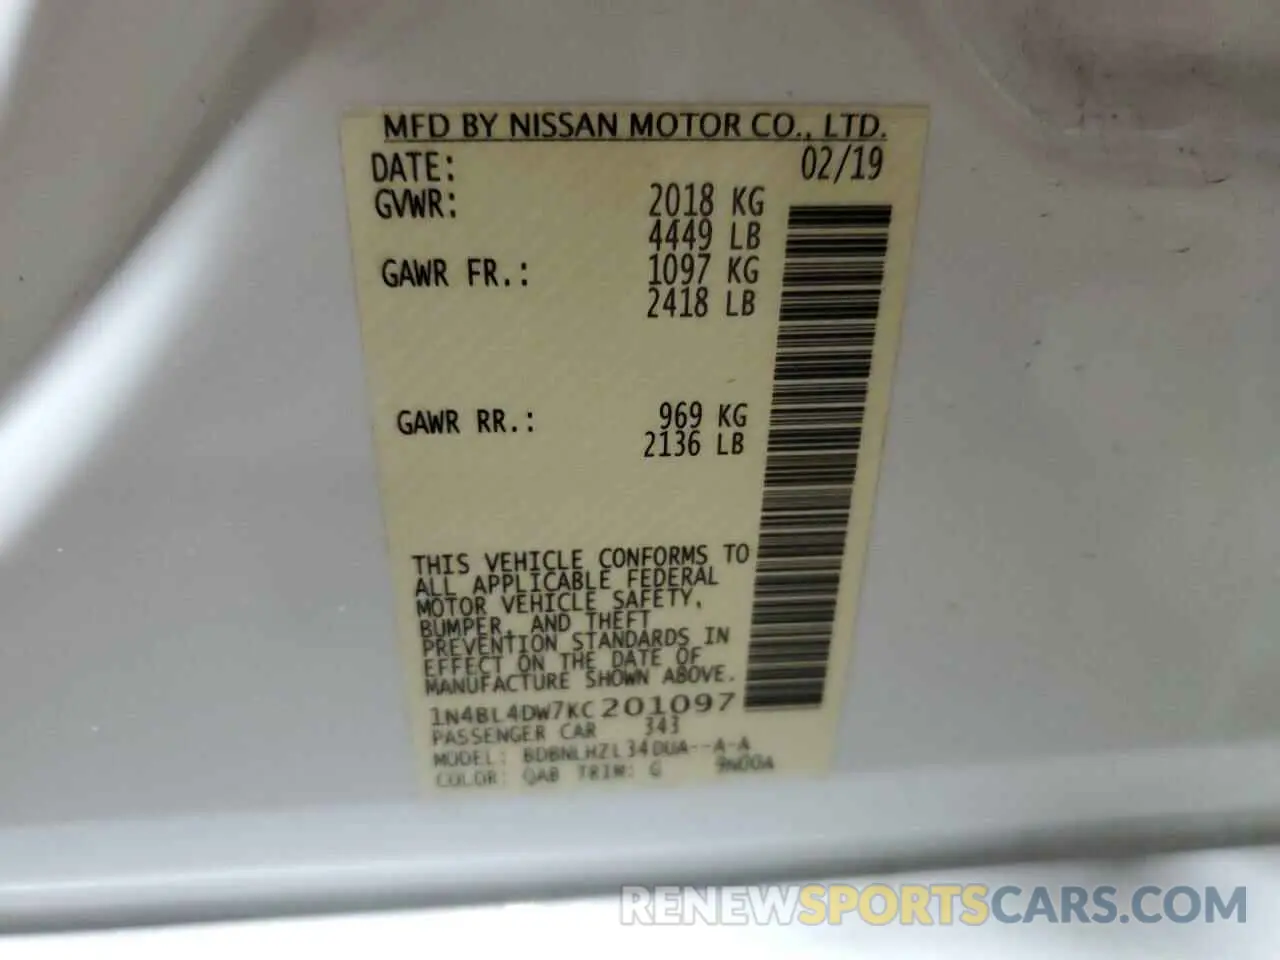 MFD BY NISSAN MOTOR CO., LTD.
DATE: 02/19
GVWR: 2018 KG
4449 LB
GAWR FR.: 1097 KG
2418 LB
GAWR RR.: 969 KG
2136 LB
THIS VEHICLE CONFORMS TO
ALL APPLICABLE FEDERAL
MOTOR VEHICLE SAFETY,
BUMPER, AND THEFT
PREVENTION STANDARDS IN
EFFECT ON THE DATE OF
MANUFACTURE SHOWN ABOVE.
1N4BL4DW7KC201097
PASSENGER CAR 343
MODEL: BDBNLHZL34DUA--A-A
COLOR: QAB TRIM: G 9N00A
RENEWSPORTSCARS.COM